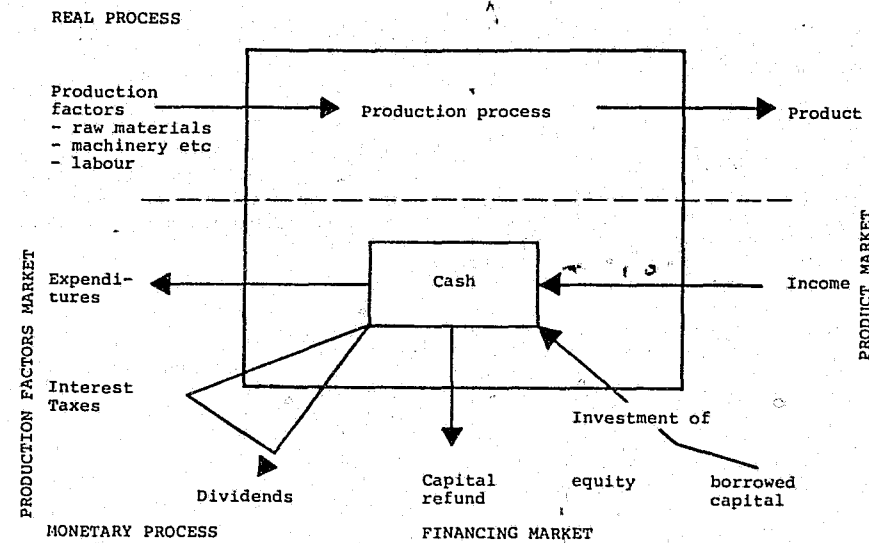 REAL PROCESS
Production
factors
- raw materials
- machinery etc
- labour
Production process
Product
PRODUCTION FACTORS MARKET
Expendi-
tures
Cash
Income
PRODUCT MARKET
Interest
Taxes
Investment of
Dividends
Capital
refund
equity
borrowed
capital
MONETARY PROCESS
FINANCING MARKET